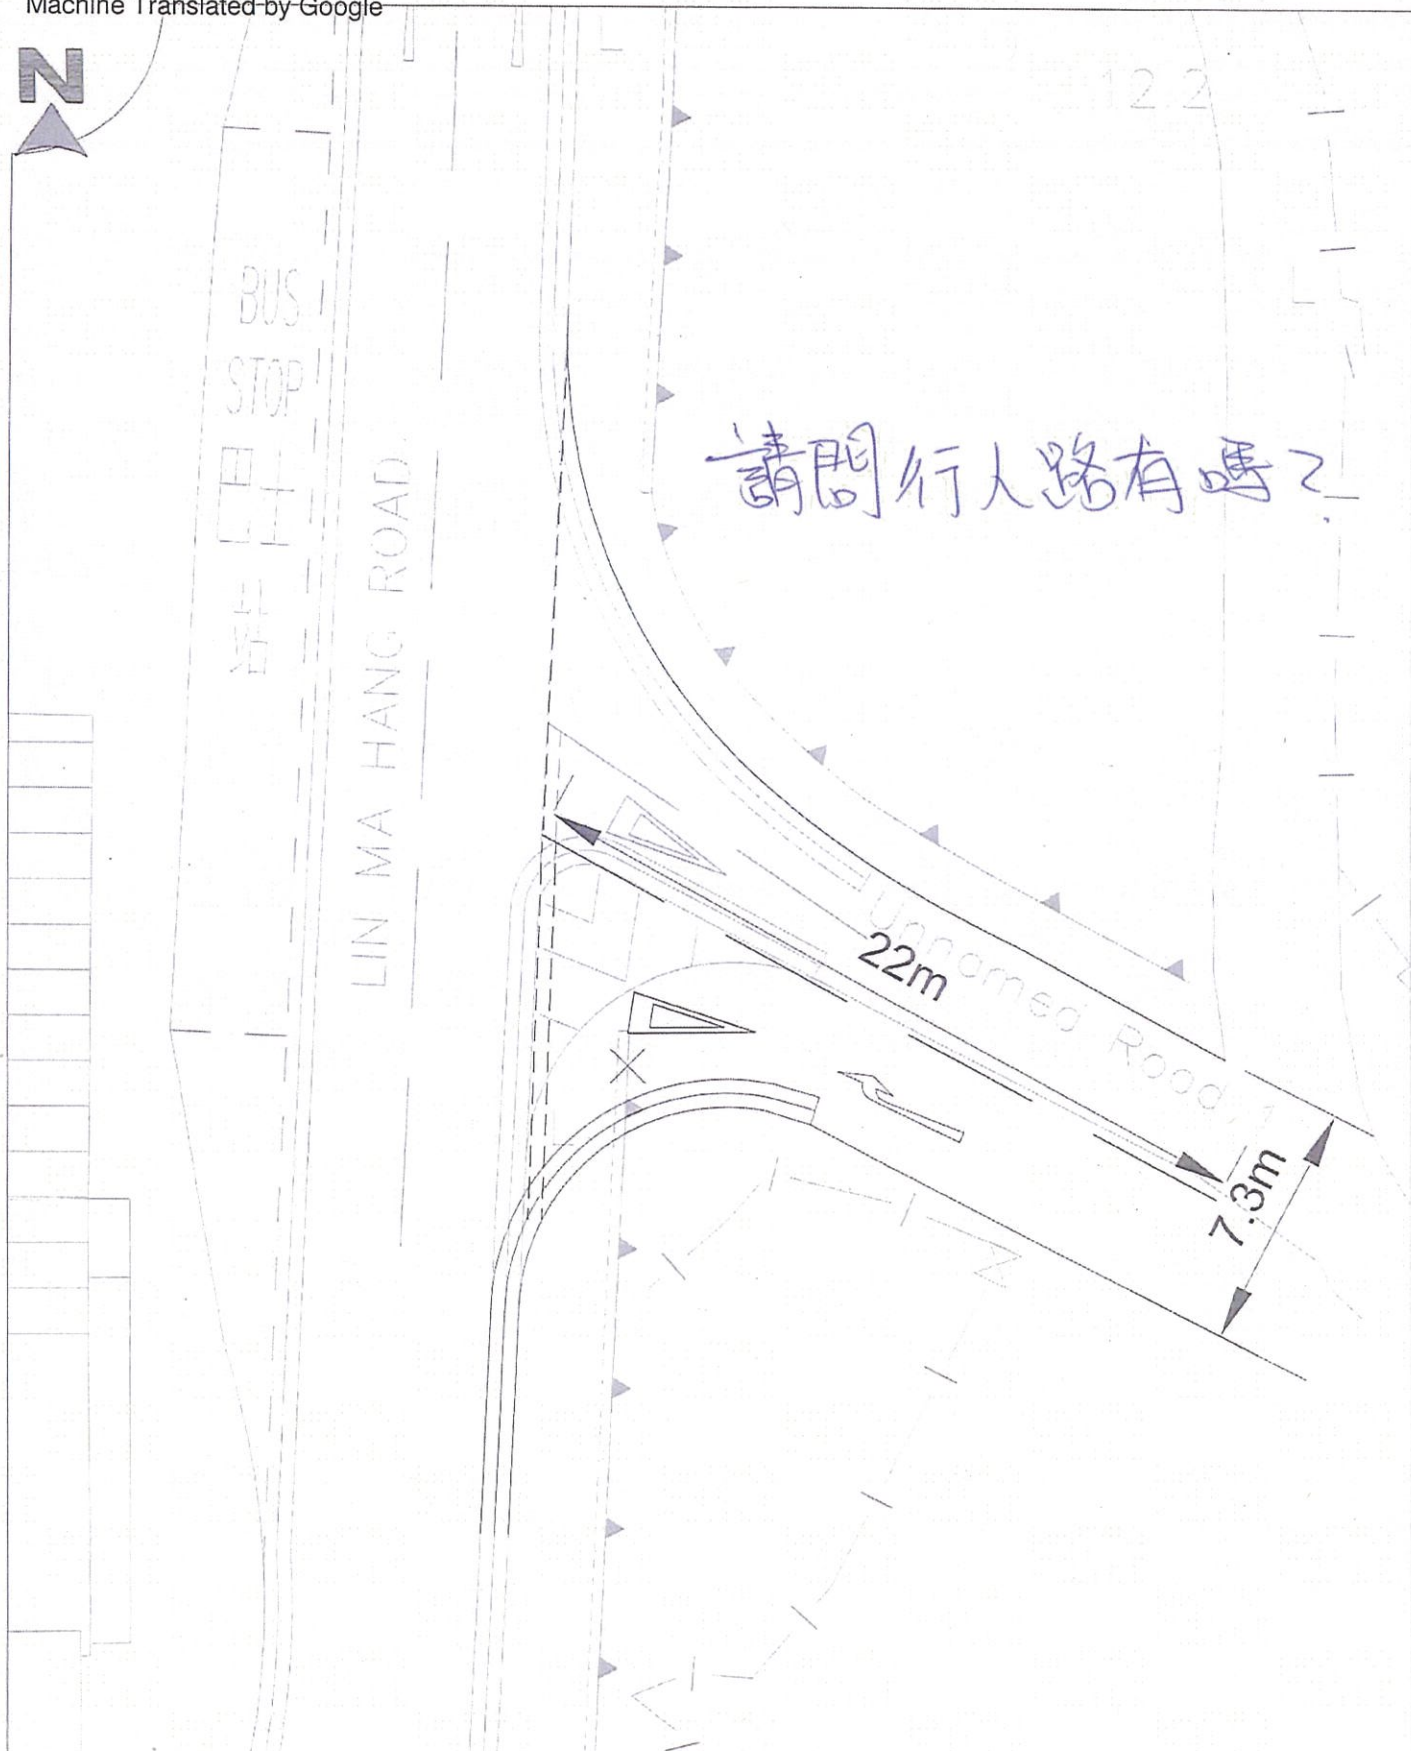 Machine Translated by Google
N
12.2
BUS
STOP
巴士
站
LIN MA HANG ROAD
請問行人路有嗎?
Unnamed Road
22m
7.3m